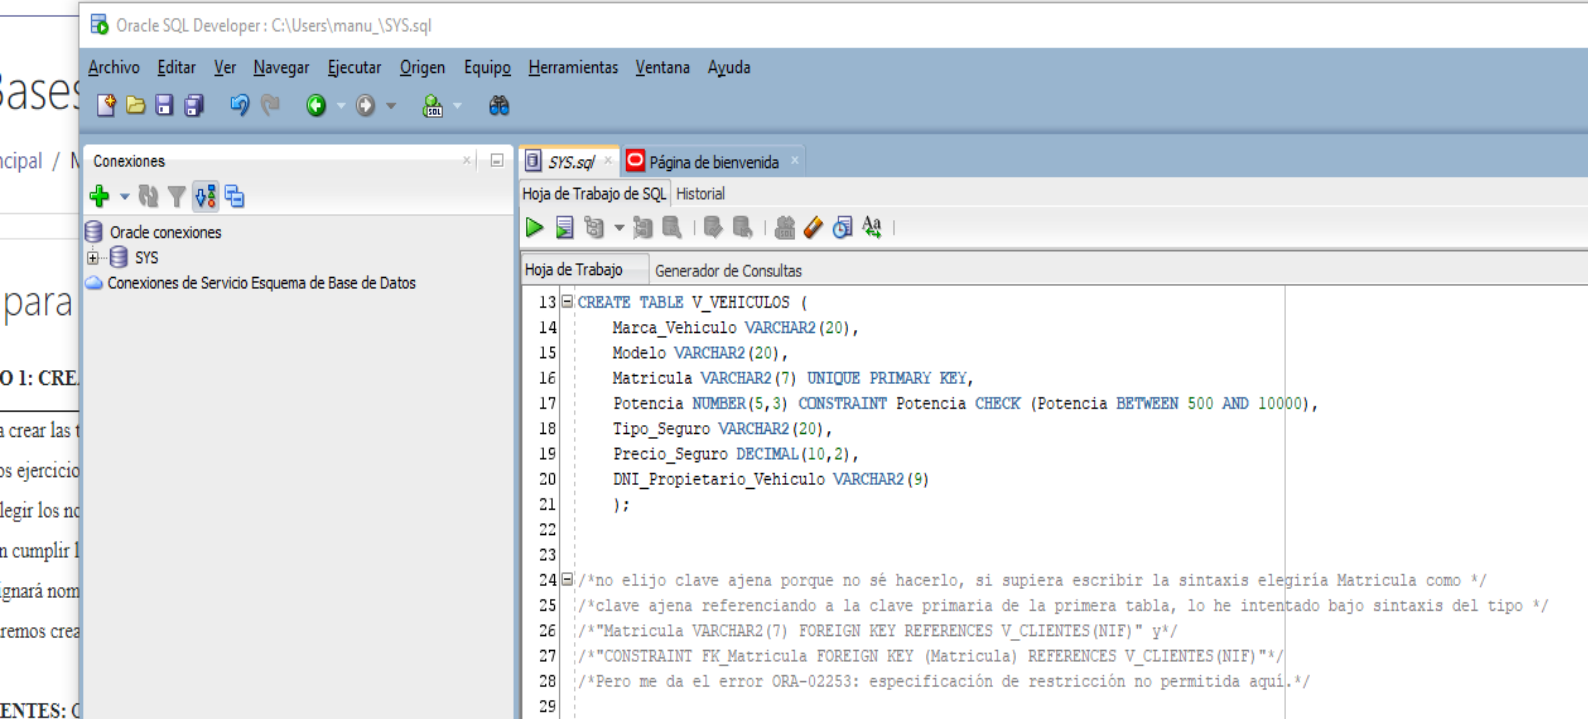 Oracle SQL Developer : C:\Users\manu_\SYS.sql
Archivo Editar Ver Navegar Ejecutar Origen Equipo Herramientas Ventana Ayuda
Conexiones
SYS.sql
Página de bienvenida
Hoja de Trabajo de SQL Historial
Oracle conexiones
SYS
Conexiones de Servicio Esquema de Base de Datos
Hoja de Trabajo Generador de Consultas
13 CREATE TABLE V_VEHICULOS (
14 Marca_Vehiculo VARCHAR2(20),
15 Modelo VARCHAR2(20),
16 Matricula VARCHAR2(7) UNIQUE PRIMARY KEY,
17 Potencia NUMBER(5,3) CONSTRAINT Potencia CHECK (Potencia BETWEEN 500 AND 10000),
18 Tipo_Seguro VARCHAR2(20),
19 Precio_Seguro DECIMAL(10,2),
20 DNI_Propietario_Vehiculo VARCHAR2(9)
21 );
22
23
24 /*no elijo clave ajena porque no sé hacerlo, si supiera escribir la sintaxis elegiría Matricula como */
25 /*clave ajena referenciando a la clave primaria de la primera tabla, lo he intentado bajo sintaxis del tipo */
26 /*"Matricula VARCHAR2(7) FOREIGN KEY REFERENCES V_CLIENTES(NIF)" y*/
27 /*"CONSTRAINT FK_Matricula FOREIGN KEY (Matricula) REFERENCES V_CLIENTES(NIF)"*/
28 /*Pero me da el error ORA-02253: especificación de restricción no permitida aquí.*/
29
Bases
ncipal / M
para
O 1: CRE
a crear las t
os ejercicio
legir los no
n cumplir l
ignará nom
remos crea
ENTES: C